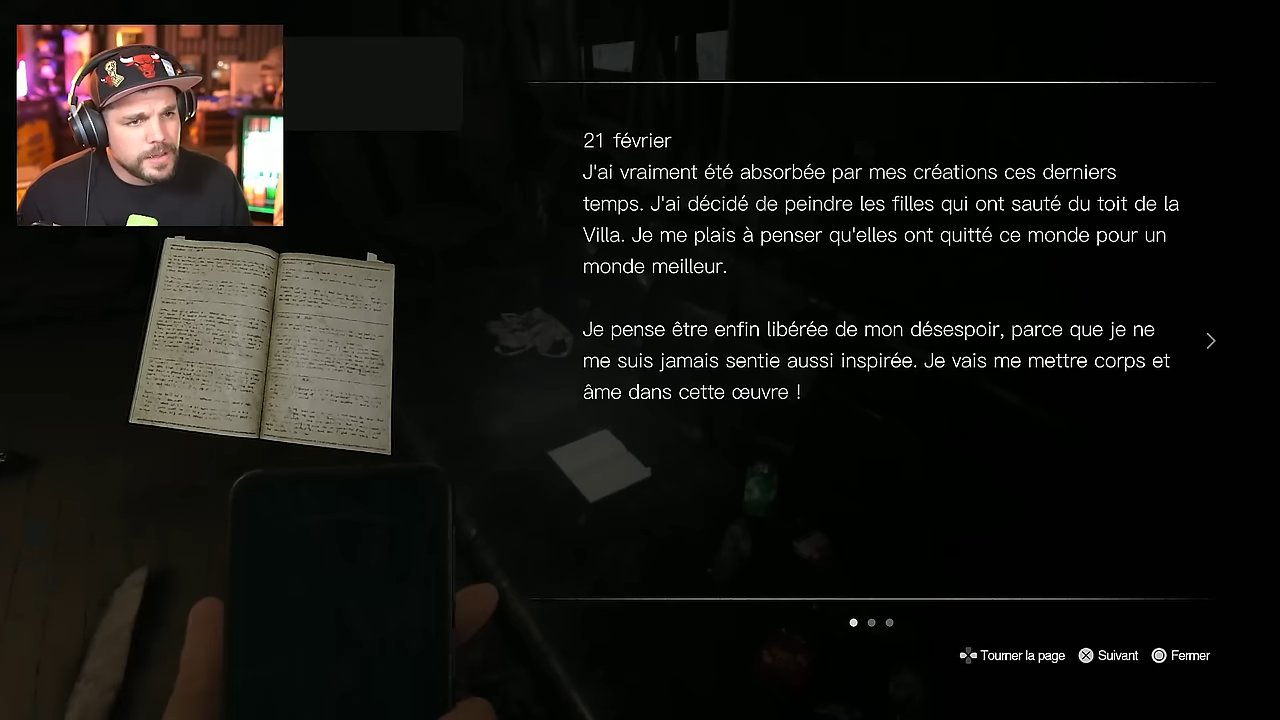 21 février
J'ai vraiment été absorbée par mes créations ces derniers
temps. J'ai décidé de peindre les filles qui ont sauté du toit de la
Villa. Je me plais à penser qu'elles ont quitté ce monde pour un
monde meilleur.
Je pense être enfin libérée de mon désespoir, parce que je ne
me suis jamais sentie aussi inspirée. Je vais me mettre corps et
âme dans cette œuvre !
Tourner la page
Suivant
Fermer